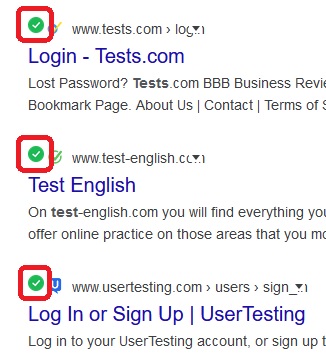 www.tests.com › log
Login - Tests.com
Lost Password? Tests.com BBB Business Revie
Bookmark Page. About Us | Contact | Terms of S
www.test-english.com
Test English
On test-english.com you will find everything you
offer online practice on those areas that you mo
www.usertesting.com › users › sign_in
Log In or Sign Up | UserTesting
Log in to your UserTesting account, or sign up t